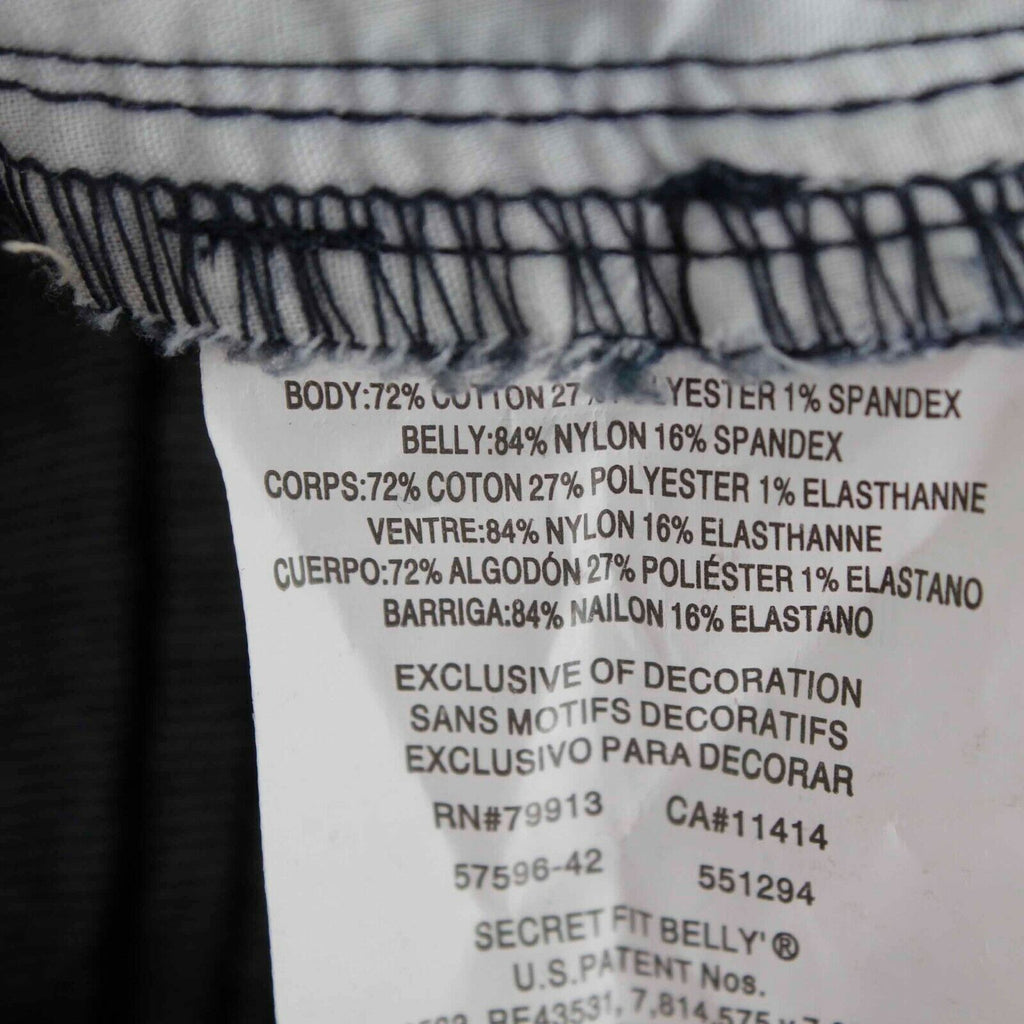 BODY:72% COTTON 27% POLYESTER 1% SPANDEX
BELLY:84% NYLON 16% SPANDEX
CORPS:72% COTON 27% POLYESTER 1% ELASTHANNE
VENTRE:84% NYLON 16% ELASTHANNE
CUERPO:72% ALGODÓN 27% POLIÉSTER 1% ELASTANO
BARRIGA:84% NAILON 16% ELASTANO
EXCLUSIVE OF DECORATION
SANS MOTIFS DECORATIFS
EXCLUSIVO PARA DECORAR
RN#79913 CA#11414
57596-42 551294
SECRET FIT BELLY'®
U.S.PATENT Nos.
RE43531, 7,814,575